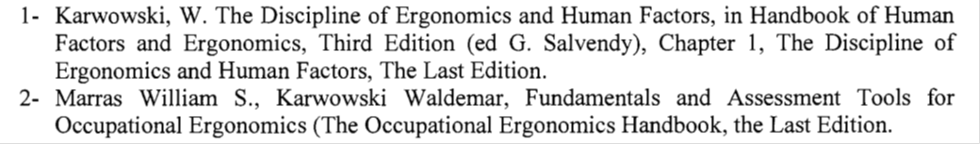 1- Karwowski, W. The Discipline of Ergonomics and Human Factors, in Handbook of Human
Factors and Ergonomics, Third Edition (ed G. Salvendy), Chapter 1, The Discipline of
Ergonomics and Human Factors, The Last Edition.
2- Marras William S., Karwowski Waldemar, Fundamentals and Assessment Tools for
Occupational Ergonomics (The Occupational Ergonomics Handbook, the Last Edition.